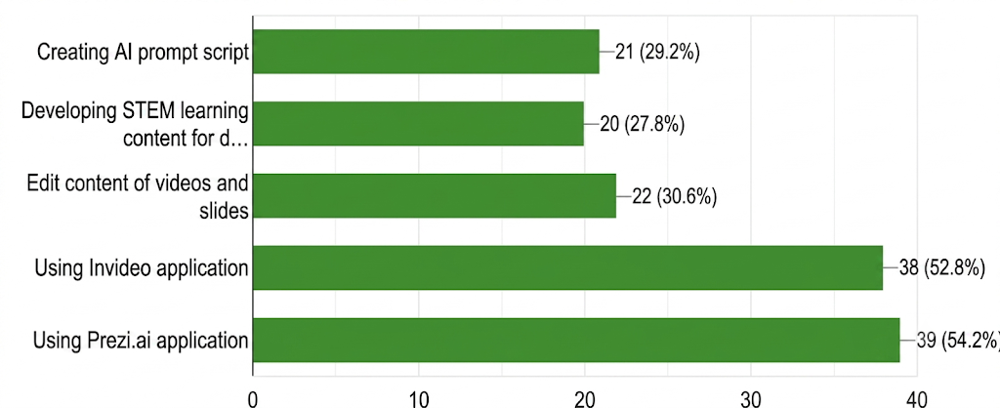 Creating AI prompt script
21 (29.2%)
Developing STEM learning
content for d...
20 (27.8%)
Edit content of videos and
slides
22 (30.6%)
Using Invideo application
38 (52.8%)
Using Prezi.ai application
39 (54.2%)
0 10 20 30 40